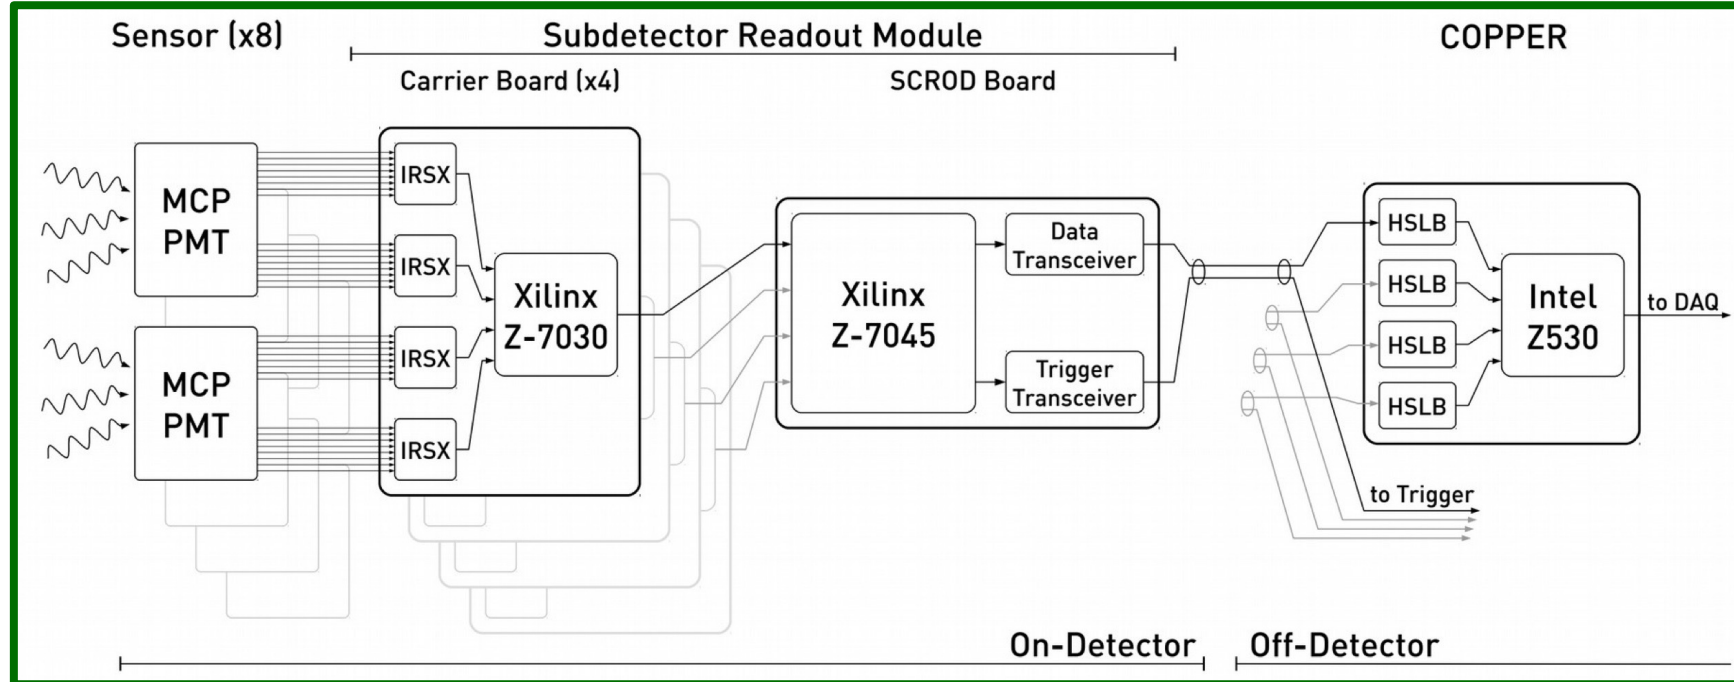 Sensor (x8)
Subdetector Readout Module
COPPER
Carrier Board (x4)
SCROD Board
MCP
PMT
MCP
PMT
IRSX
IRSX
IRSX
IRSX
Xilinx
Z-7030
Xilinx
Z-7045
Data
Transceiver
Trigger
Transceiver
HSLB
HSLB
HSLB
HSLB
Intel
Z530
to DAQ
to Trigger
On-Detector
Off-Detector